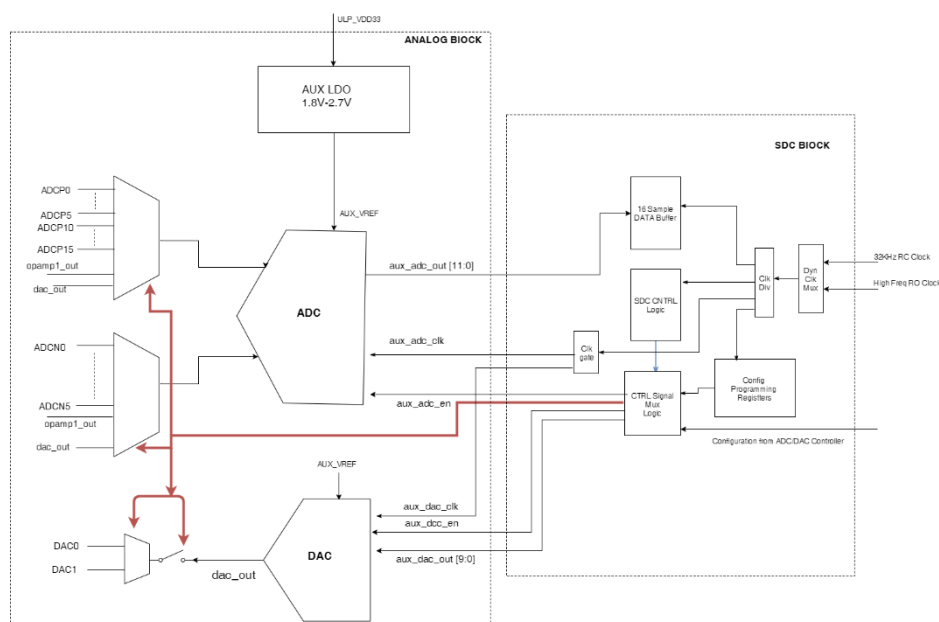 ULP_VDD33
ANALOG BLOCK
AUX LDO
1.8V-2.7V
SDC BlOCK
ADCP0
ADCP5
ADCP10
ADCP15
opamp1_out
dac_out
AUX_VREF
ADC
aux_adc_out [11:0]
16 Sample
DATA Buffer
SDC CNTRL
Logic
Clk
Div
Dyn
Clk
Mux
32KHz RC Clock
High Freq RO Clock
ADCN0
ADCN5
opamp1_out
dac_out
aux_adc_clk
Clk
gate
aux_adc_en
CTRL Signal
Mux
Logic
Config
Programming
Registfers
Configuration from ADC/DAC Controller
AUX_VREF
DAC0
DAC1
dac_out
DAC
aux_dac_clk
aux_dcc_en
aux_dac_out [9:0]